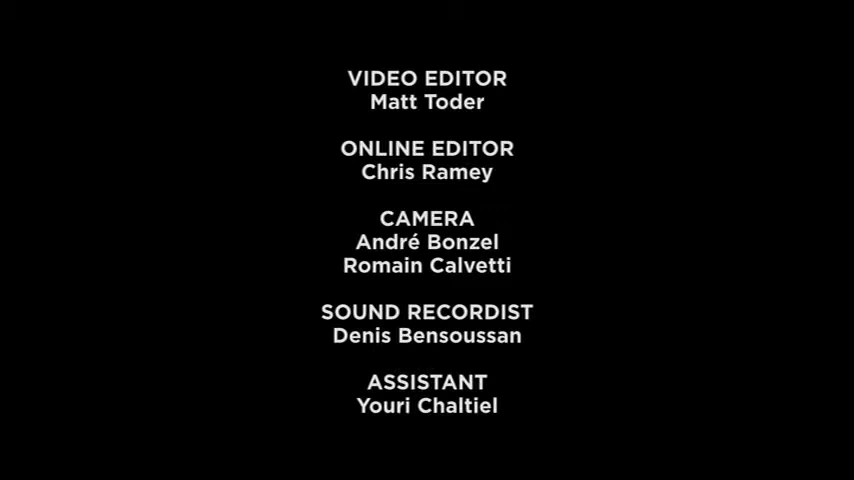 VIDEO EDITOR
Matt Toder
ONLINE EDITOR
Chris Ramey
CAMERA
André Bonzel
Romain Calvetti
SOUND RECORDIST
Denis Bensoussan
ASSISTANT
Youri Chaltiel